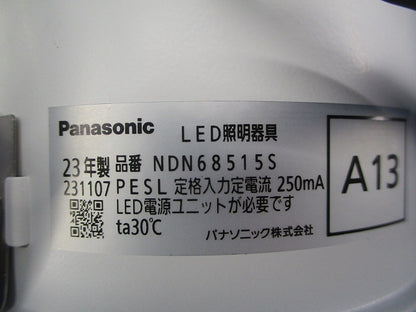 Panasonic LED照明器具
23年製 品番 NDN68515S
231107 PESL 定格入力定電流 250mA
LED電源ユニットが必要です
ta30℃
パナソニック株式会社
A13